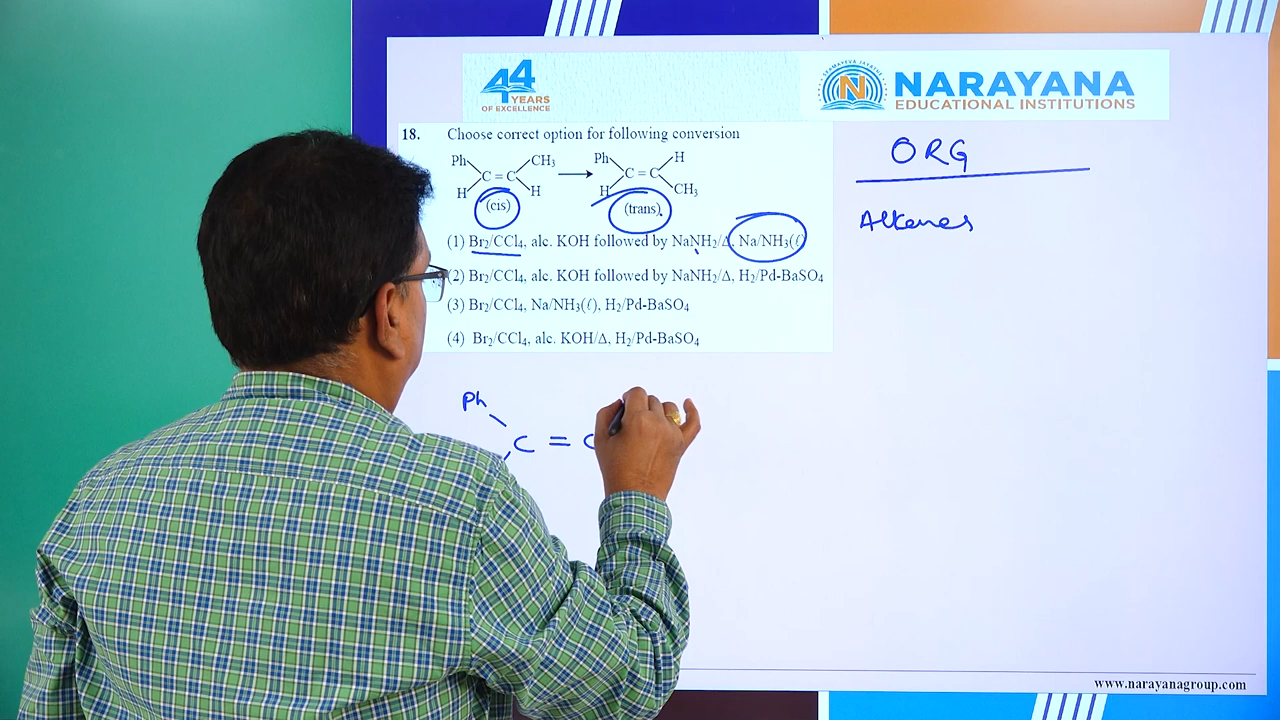 44
YEARS
OF EXCELLENCE
SAMAYEVA JAYATHE
N
NARAYANA
EDUCATIONAL INSTITUTIONS
18. Choose correct option for following conversion
Ph CH₃ Ph H
C = C → C = C
H H H CH₃
(cis) (trans)
(1) Br₂/CCl₄, alc. KOH followed by NaNH₂/Δ, Na/NH₃(ℓ)
(2) Br₂/CCl₄, alc. KOH followed by NaNH₂/Δ, H₂/Pd-BaSO₄
(3) Br₂/CCl₄, Na/NH₃(ℓ), H₂/Pd-BaSO₄
(4) Br₂/CCl₄, alc. KOH/Δ, H₂/Pd-BaSO₄
ORG
Alkenes
Ph
C = C
www.narayanagroup.com